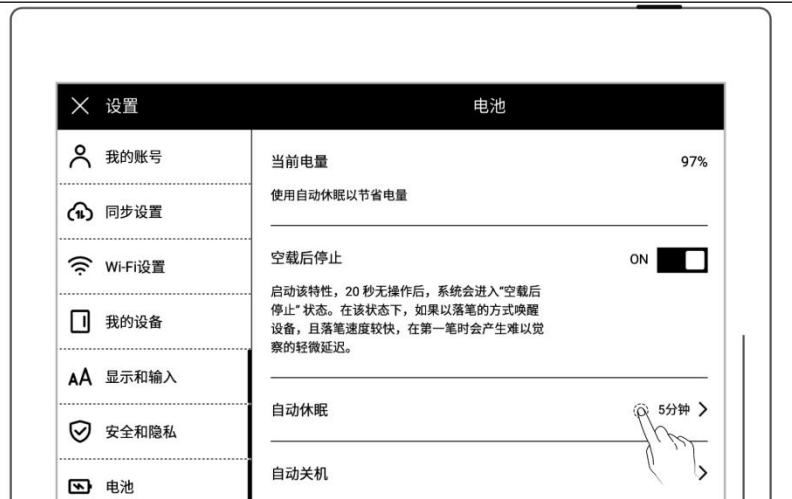 设置
电池
我的账号
同步设置
Wi-Fi设置
我的设备
显示和输入
安全和隐私
电池
当前电量 97%
使用自动休眠以节省电量
空载后停止 ON
启动该特性，20 秒无操作后，系统会进入“空载后
停止” 状态。在该状态下，如果以落笔的方式唤醒
设备，且落笔速度较快，在第一笔时会产生难以觉
察的轻微延迟。
自动休眠 5分钟
自动关机